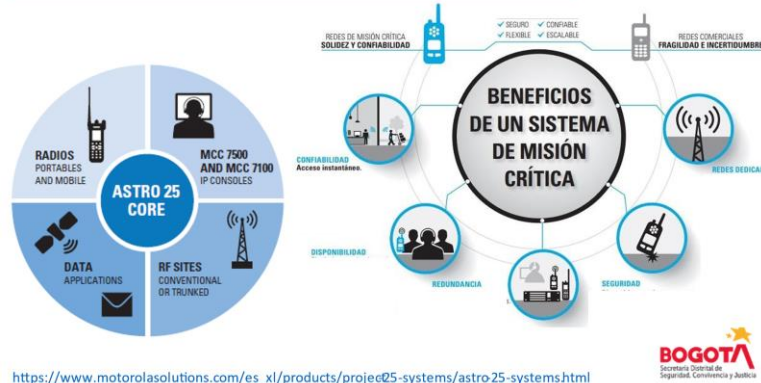 RADIOS
PORTABLES
AND MOBILE
MCC 7500
AND MCC 7100
IP CONSOLES
ASTRO 25
CORE
DATA
APPLICATIONS
RF SITES
CONVENTIONAL
OR TRUNKED
REDES DE MISIÓN CRÍTICA
SOLIDEZ Y CONFIABILIDAD
✓ SEGURO ✓ CONFIABLE
✓ FLEXIBLE ✓ ESCALABLE
REDES COMERCIALES
FRAGILIDAD E INCERTIDUMBRE
BENEFICIOS
DE UN SISTEMA
DE MISIÓN
CRÍTICA
CONFIABILIDAD
Acceso instantáneo.
REDES DEDICA
DISPONIBILIDAD
REDUNDANCIA
SEGURIDAD
BOGOTÁ
Secretaría Distrital de
Seguridad, Convivencia y Justicia
https://www.motorolasolutions.com/es_xl/products/project25-systems/astro-25-systems.html